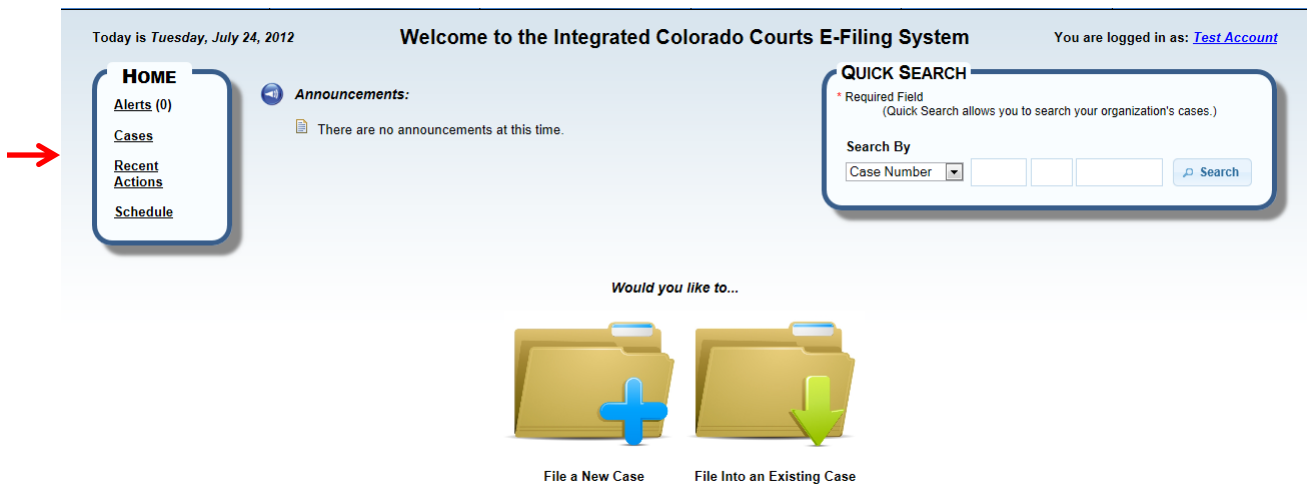 Today is Tuesday, July 24, 2012
Welcome to the Integrated Colorado Courts E-Filing System
You are logged in as: Test Account
HOME
Alerts (0)
Cases
Recent
Actions
Schedule
Announcements:
There are no announcements at this time.
QUICK SEARCH
* Required Field
(Quick Search allows you to search your organization's cases.)
Search By
Case Number
Search
Would you like to...
File a New Case
File Into an Existing Case